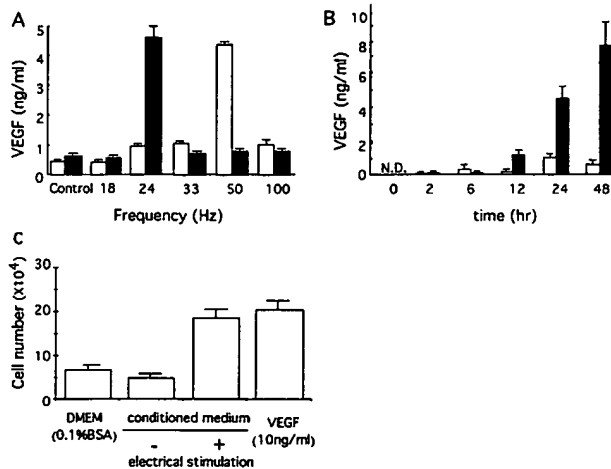 A
VEGF (ng/ml)
5
4
3
2
1
0
Control 18 24 33 50 100
Frequency (Hz)
B
VEGF (ng/ml)
10
8
6
4
2
0
N.D.
0 2 6 12 24 48
time (hr)
C
Cell number (x10⁴)
30
20
10
0
DMEM
(0.1%BSA)
conditioned medium
- +
electrical stimulation
VEGF
(10ng/ml)